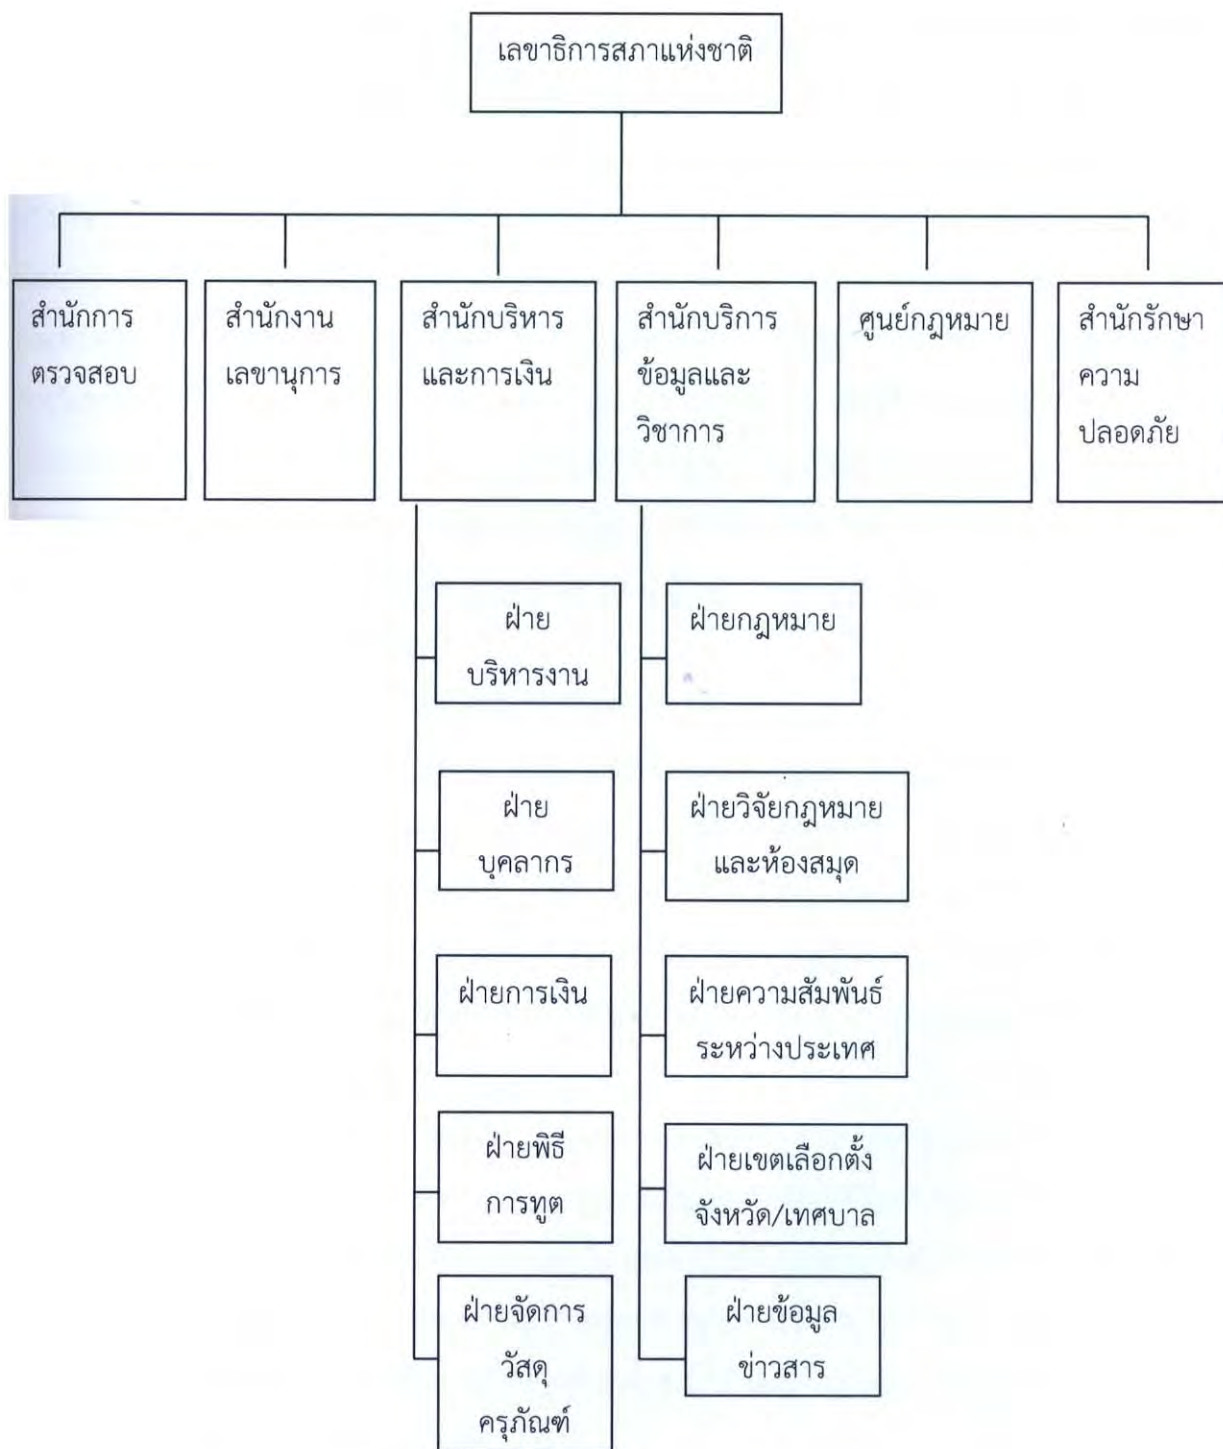 เลขาธิการสภาแห่งชาติ
สำนักการ
ตรวจสอบ
สำนักงาน
เลขานุการ
สำนักบริหาร
และการเงิน
สำนักบริการ
ข้อมูลและ
วิชาการ
ศูนย์กฎหมาย
สำนักรักษา
ความ
ปลอดภัย
ฝ่าย
บริหารงาน
ฝ่าย
บุคลากร
ฝ่ายการเงิน
ฝ่ายพิธี
การทูต
ฝ่ายจัดการ
วัสดุ
ครุภัณฑ์
ฝ่ายกฎหมาย
ฝ่ายวิจัยกฎหมาย
และห้องสมุด
ฝ่ายความสัมพันธ์
ระหว่างประเทศ
ฝ่ายเขตเลือกตั้ง
จังหวัด/เทศบาล
ฝ่ายข้อมูล
ข่าวสาร